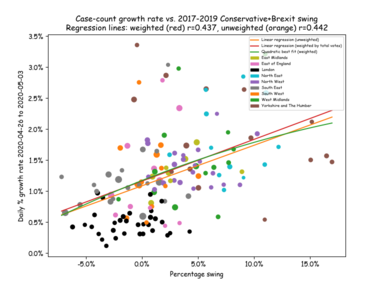 Case-count growth rate vs. 2017-2019 Conservative+Brexit swing
Regression lines: weighted (red) r=0.437, unweighted (orange) r=0.442
Linear regression (unweighted)
Linear regression (weighted by total votes)
Quadratic best fit (weighted)
East Midlands
East of England
London
North East
North West
South East
South West
West Midlands
Yorkshire and The Humber
Daily % growth rate 2020-04-26 to 2020-05-03
3.5%
3.0%
2.5%
2.0%
1.5%
1.0%
0.5%
0.0%
-5.0%
0.0%
5.0%
10.0%
15.0%
Percentage swing